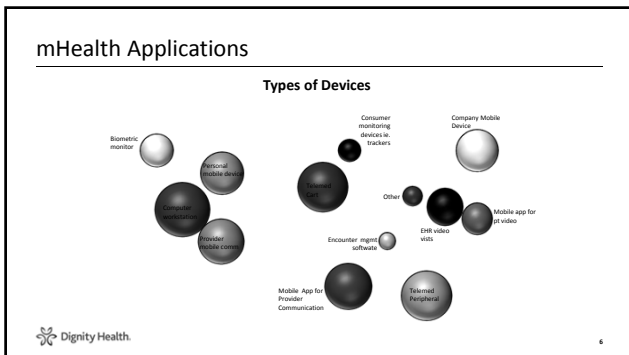 mHealth Applications
Types of Devices
Biometric
monitor
Personal
mobile device
Computer
workstation
Provider
mobile comm.
Consumer
monitoring
devices ie.
trackers
Telemed
Cart
Company Mobile
Device
Other
EHR video
vists
Mobile app for
pt video
Encounter mgmt
softwate
Mobile App for
Provider
Communication
Telemed
Peripheral
Dignity Health.
6